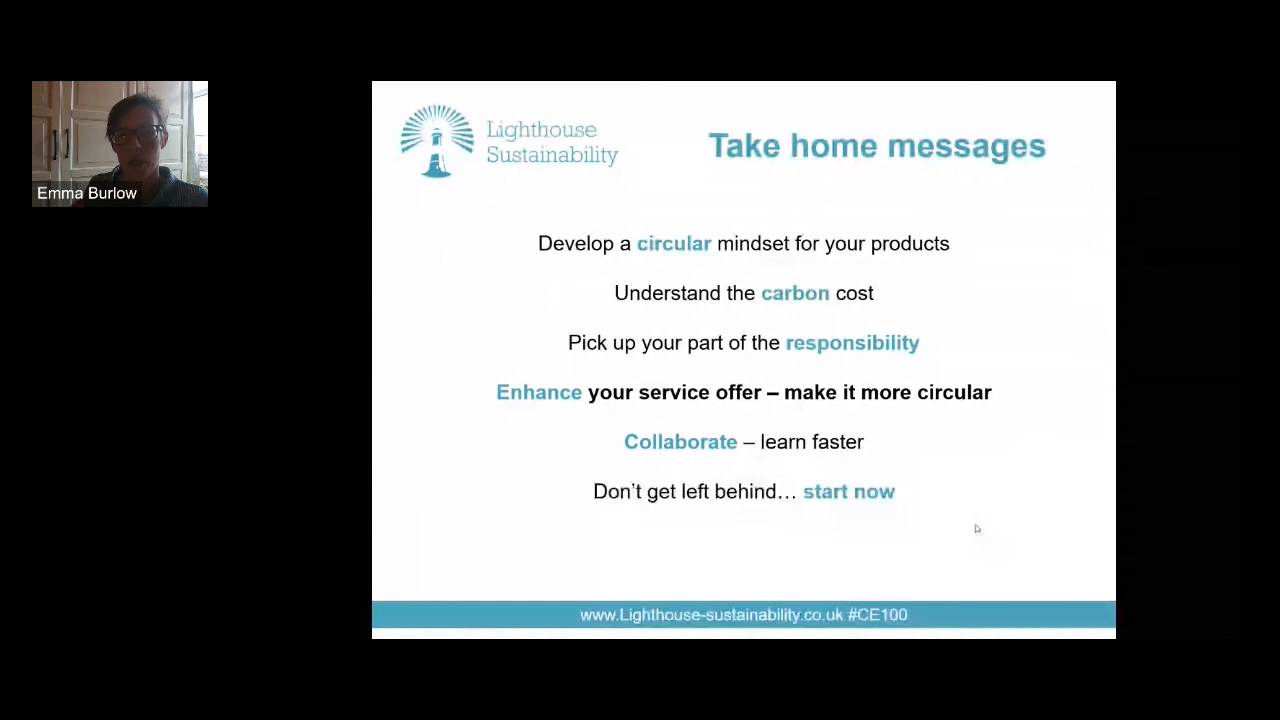 Emma Burlow
Lighthouse
Sustainability
Take home messages
Develop a circular mindset for your products
Understand the carbon cost
Pick up your part of the responsibility
Enhance your service offer – make it more circular
Collaborate – learn faster
Don’t get left behind… start now
www.Lighthouse-sustainability.co.uk #CE100